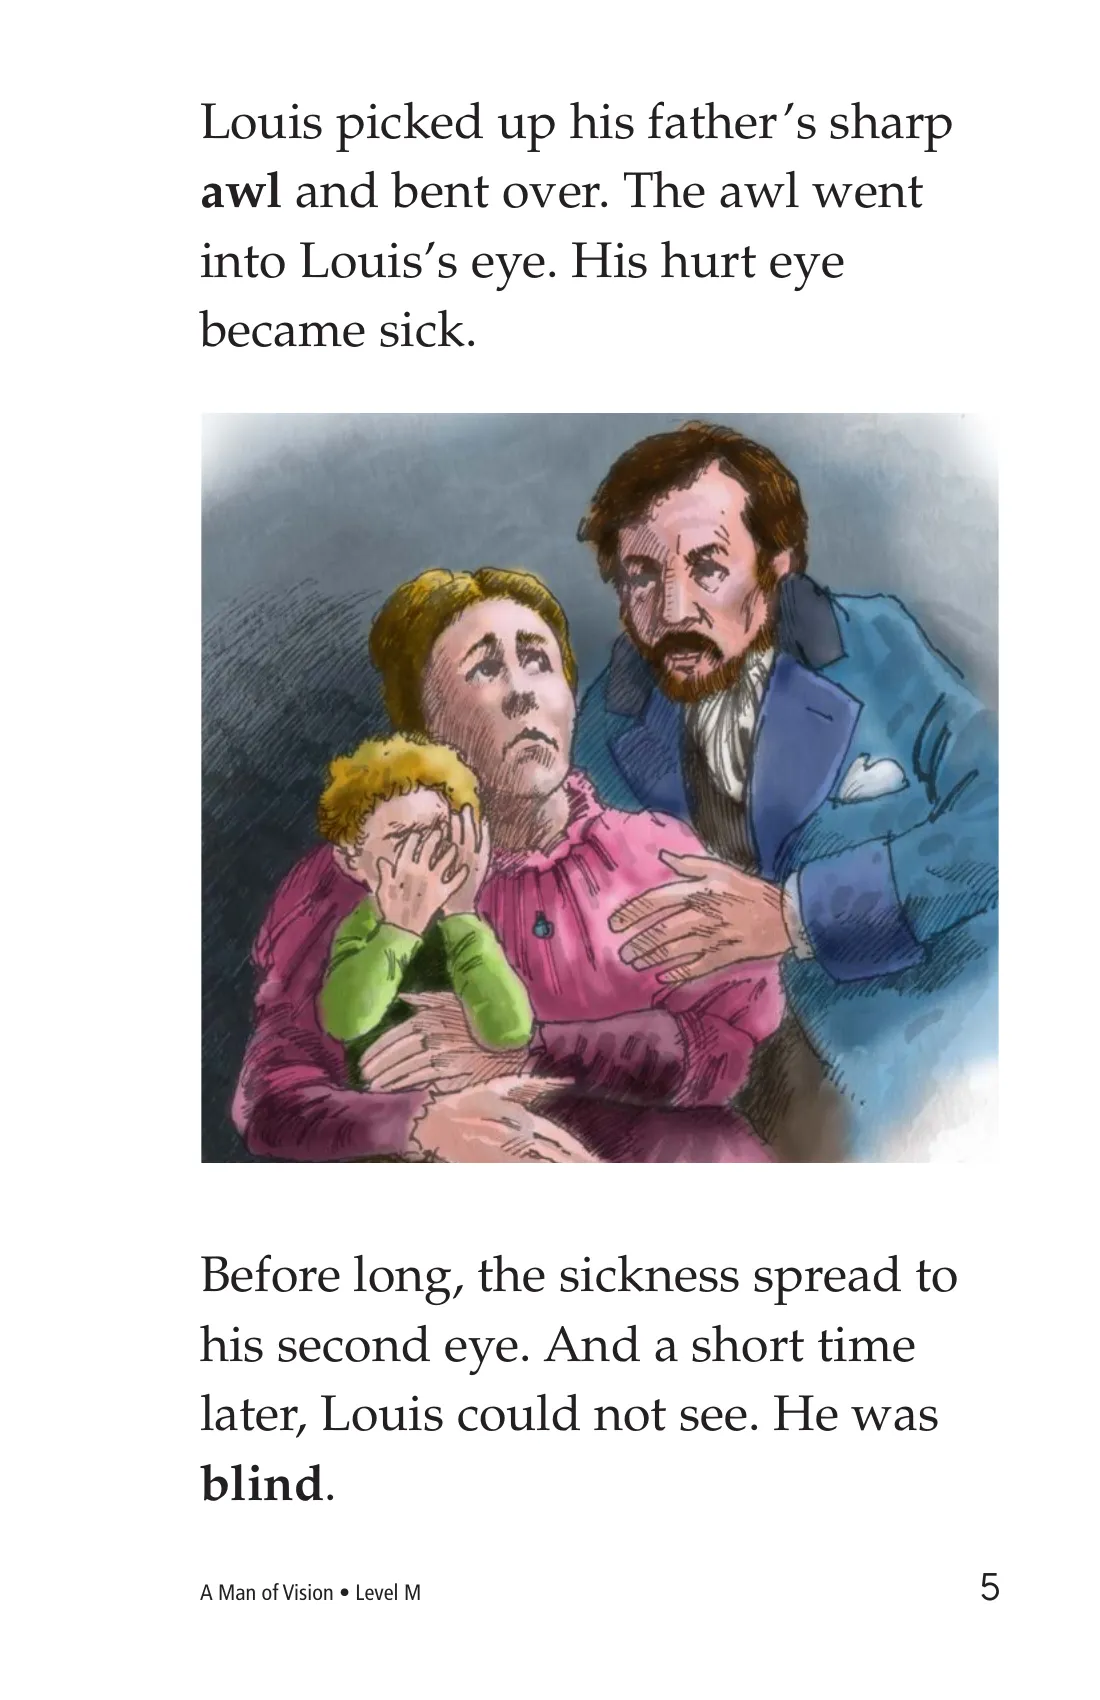 Louis picked up his father’s sharp
awl and bent over. The awl went
into Louis’s eye. His hurt eye
became sick.
Before long, the sickness spread to
his second eye. And a short time
later, Louis could not see. He was
blind.
A Man of Vision • Level M
5